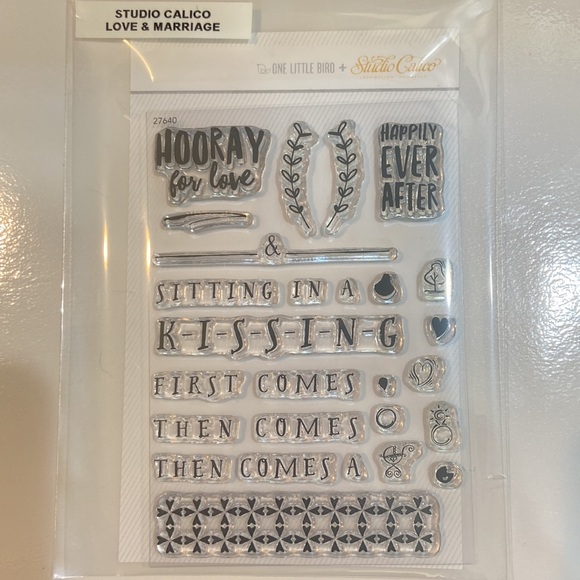 STUDIO CALICO
LOVE & MARRIAGE
ONE LITTLE BIRD + Studio Calico
27640
HOORAY
for love
HAPPILY
EVER
AFTER
&
SITTING IN A
K-I-S-S-I-N-G
FIRST COMES
THEN COMES
THEN COMES A